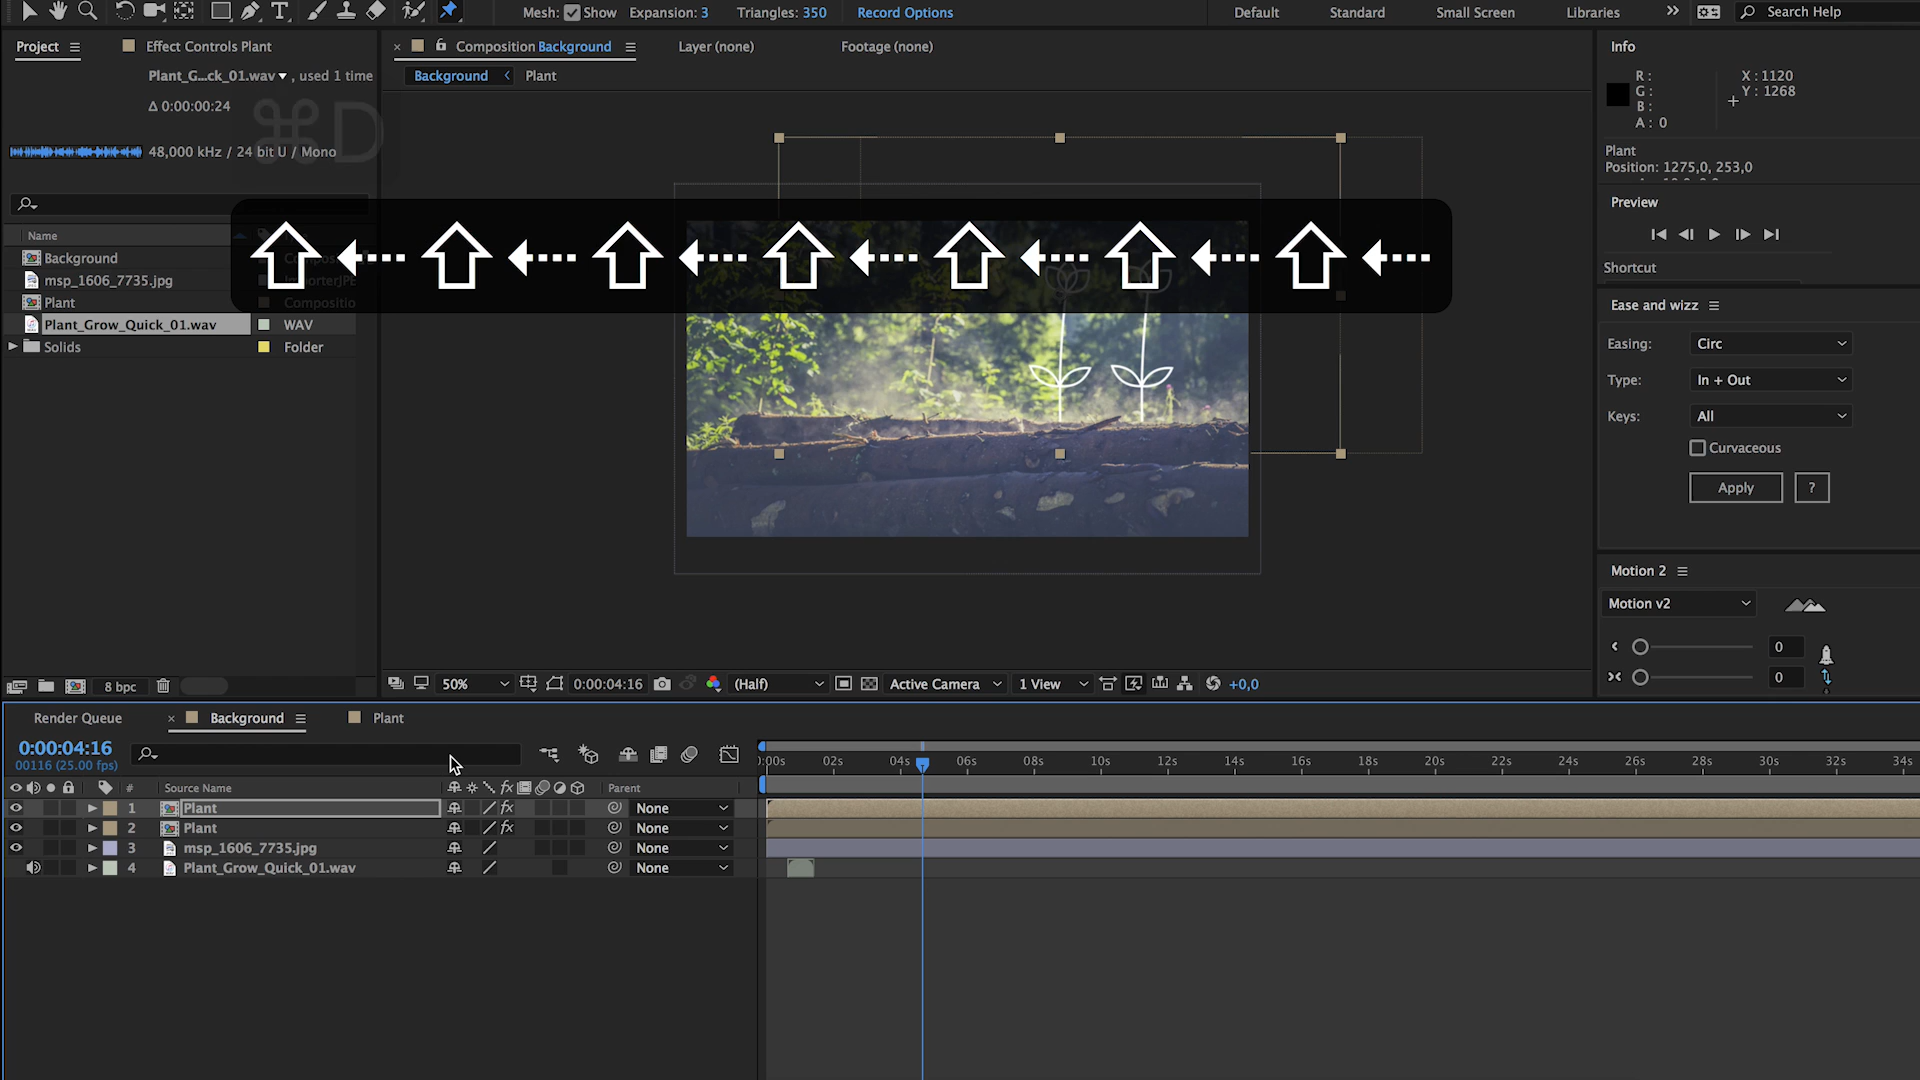 Mesh: Show Expansion: 3 Triangles: 350 Record Options Default Standard Small Screen Libraries Search Help
Project Effect Controls Plant
Composition Background Layer (none) Footage (none)
Info
Plant_G...ck_01.wav , used 1 time
Background Plant
R: X: 1120
G: Y: 1268
B:
A: 0
Δ 0:00:00:24
⌘D
48,000 kHz / 24 bit U / Mono
Plant
Position: 1275,0, 253,0
Preview
Name
Background
msp_1606_7735.jpg
Plant Compositio
Plant_Grow_Quick_01.wav WAV
Solids Folder
Shortcut
Ease and wizz
Easing: Circ
Type: In + Out
Keys: All
Curvaceous
Apply ?
Motion 2
Motion v2
0
0
8 bpc
50% 0:00:04:16 (Half) Active Camera 1 View +0,0
Render Queue Background Plant
0:00:04:16
00116 (25.00 fps)
):00s 02s 04s 06s 08s 10s 12s 14s 16s 18s 20s 22s 24s 26s 28s 30s 32s 34s
# Source Name fx Parent
1 Plant fx None
2 Plant fx None
3 msp_1606_7735.jpg None
4 Plant_Grow_Quick_01.wav None